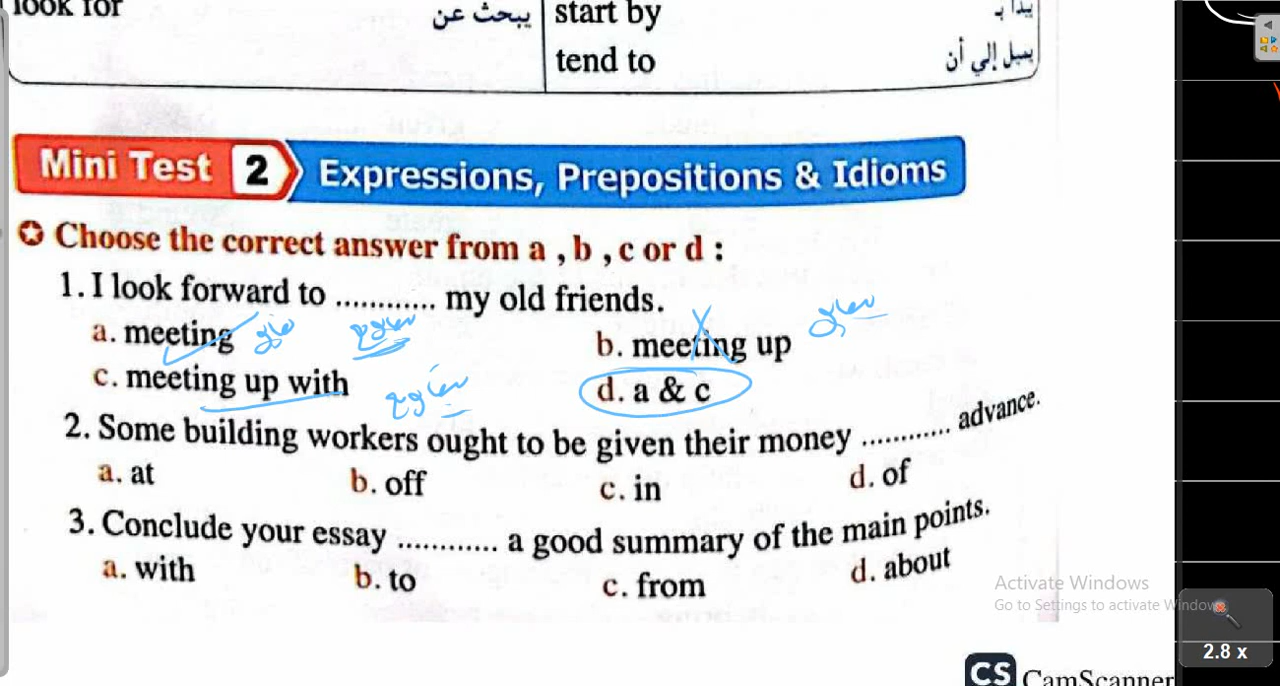 look for يبحث عن start by يبدأ بـ
tend to يميل إلي أن
Mini Test 2 Expressions, Prepositions & Idioms
✪ Choose the correct answer from a , b , c or d :
1. I look forward to ............ my old friends.
a. meeting b. meeting up
c. meeting up with d. a & c
2. Some building workers ought to be given their money ............ advance.
a. at b. off c. in d. of
3. Conclude your essay ............ a good summary of the main points.
a. with b. to c. from d. about
Activate Windows
Go to Settings to activate Windows
2.8 x
CS CamScanner